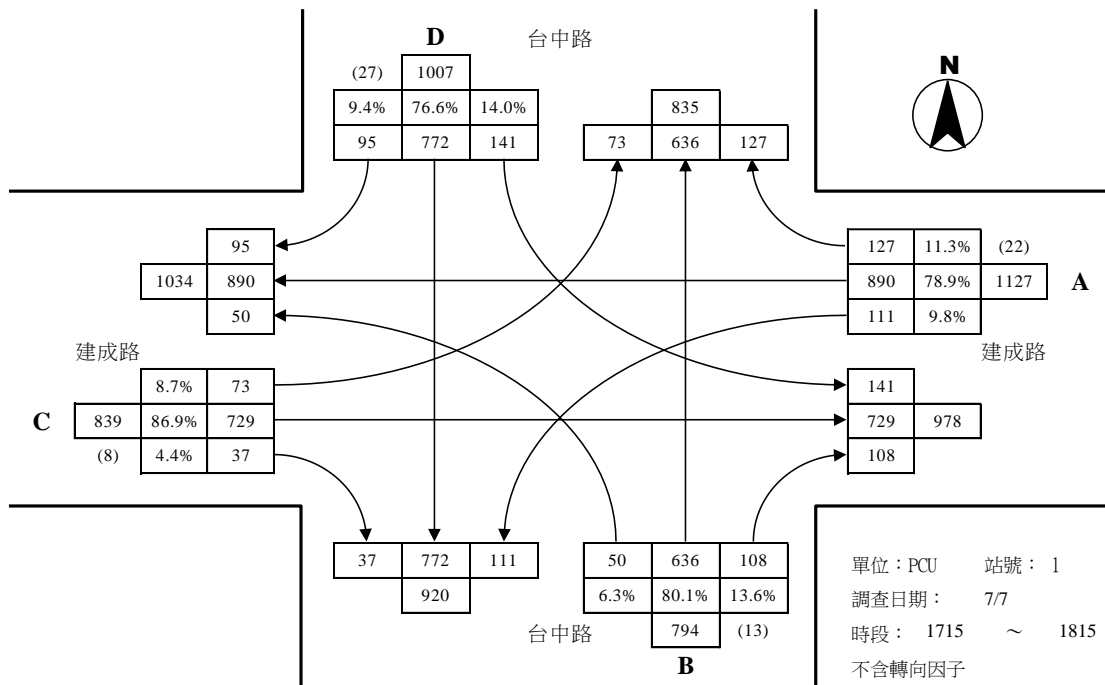 D
台中路
N
(27)
1007
9.4% 76.6% 14.0%
95 772 141
835
73 636 127
95
1034 890
50
127 11.3% (22)
890 78.9% 1127
A
111 9.8%
建成路
建成路
8.7% 73
C
839 86.9% 729
(8) 4.4% 37
141
729 978
108
37 772 111
920
50 636 108
6.3% 80.1% 13.6%
794 (13)
台中路
B
單位：PCU 站號： 1
調查日期： 7/7
時段： 1715 ～ 1815
不含轉向因子